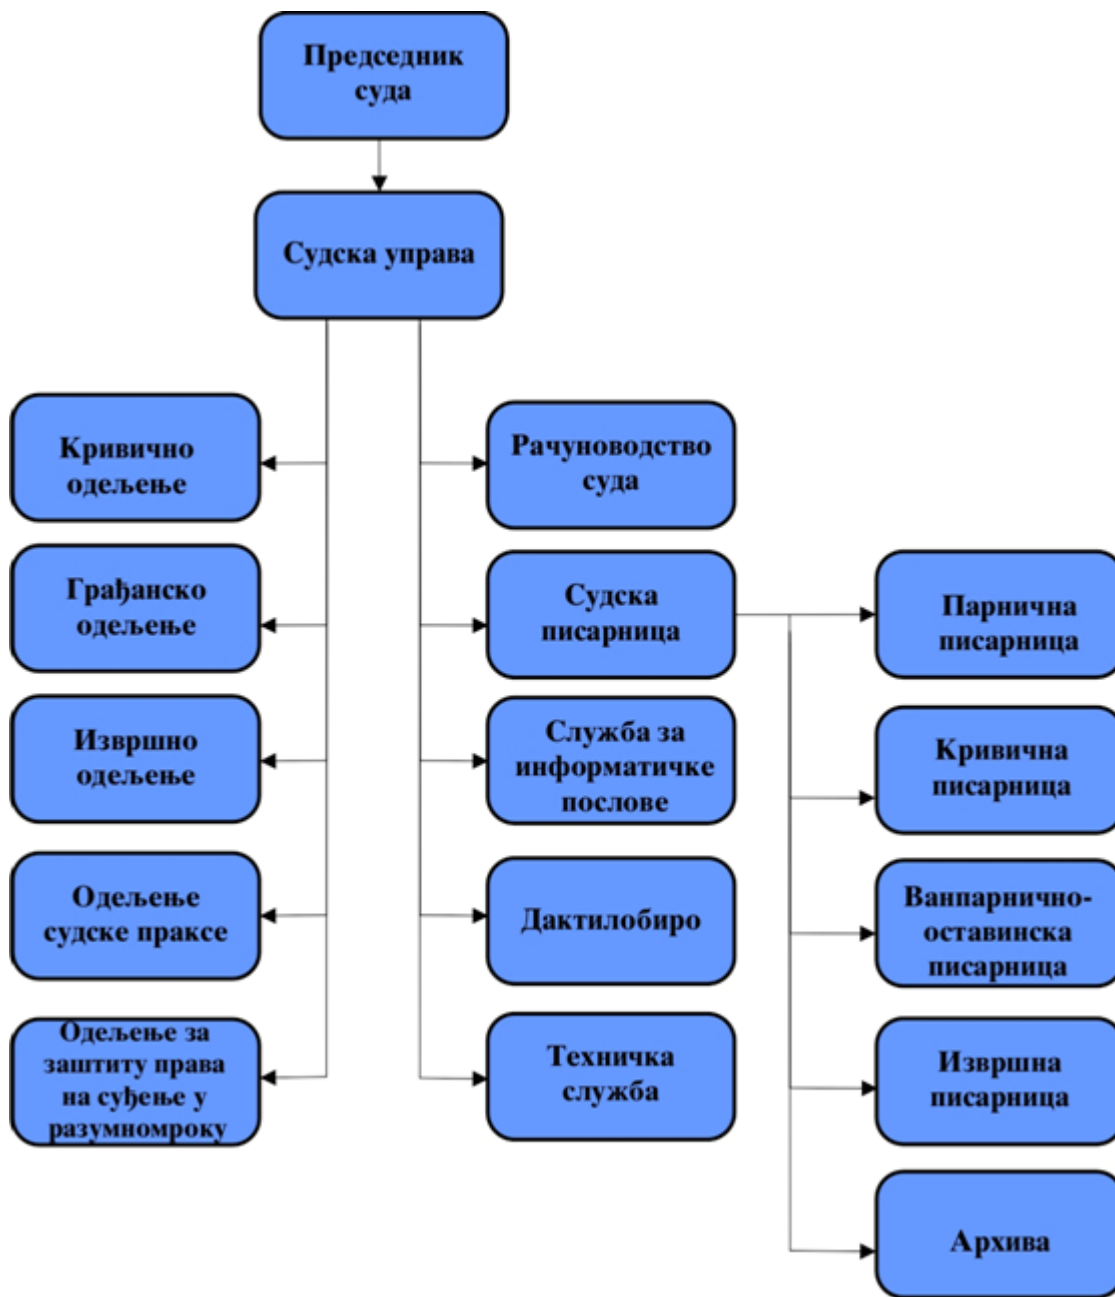 Председник
суда
Судска управа
Кривично
одељење
Грађанско
одељење
Извршно
одељење
Одељење
судске праксе
Одељење за
заштиту права
на суђење у
разумномроку
Рачуноводство
суда
Судска
писарница
Служба за
информатичке
послове
Дактилобиро
Техничка
служба
Парнична
писарница
Кривична
писарница
Ванпарнично-
оставинска
писарница
Извршна
писарница
Архива